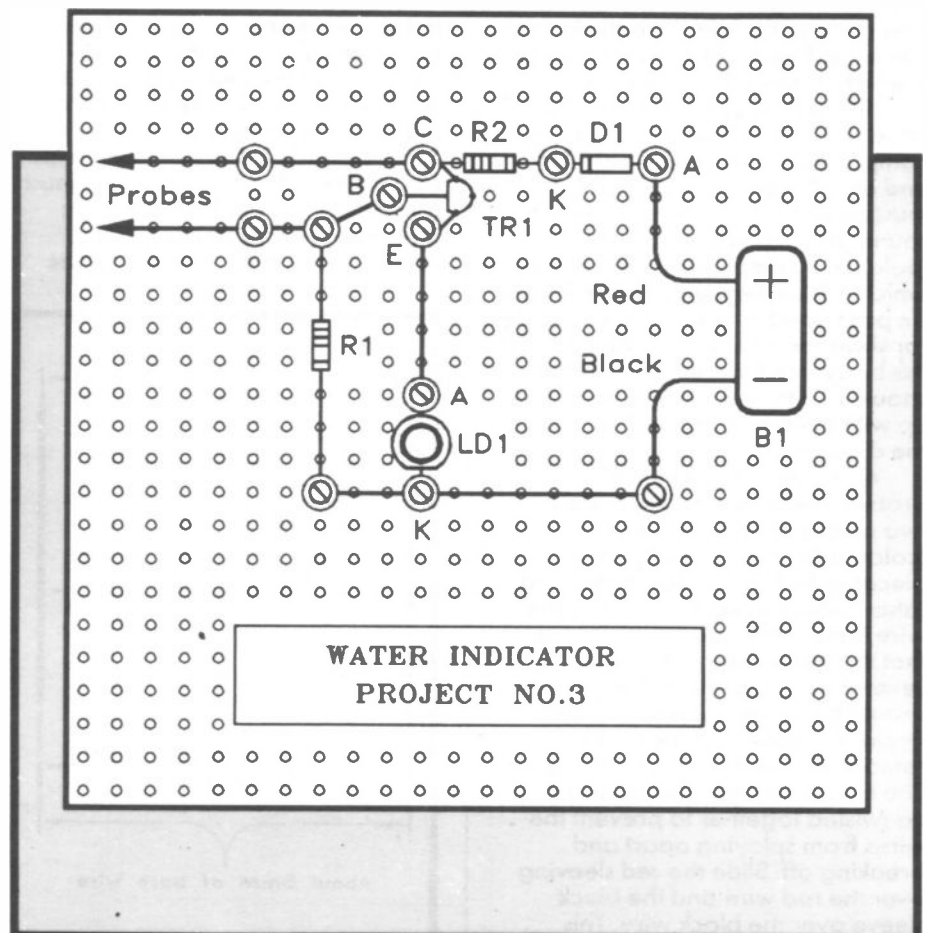 C
R2
D1
A
Probes
B
K
TR1
E
Red
+
R1
Black
−
A
B1
LD1
K
WATER INDICATOR
PROJECT NO.3